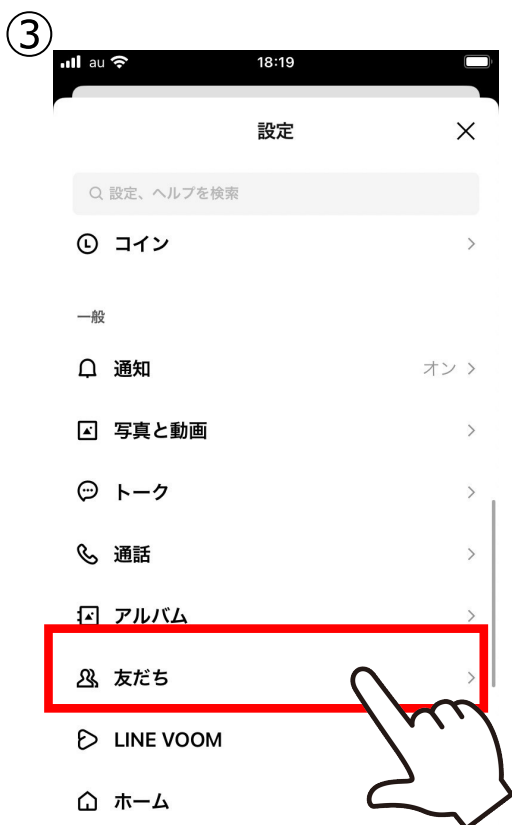 ③
au 18:19
設定
設定、ヘルプを検索
コイン
一般
通知 オン
写真と動画
トーク
通話
アルバム
友だち
LINE VOOM
ホーム